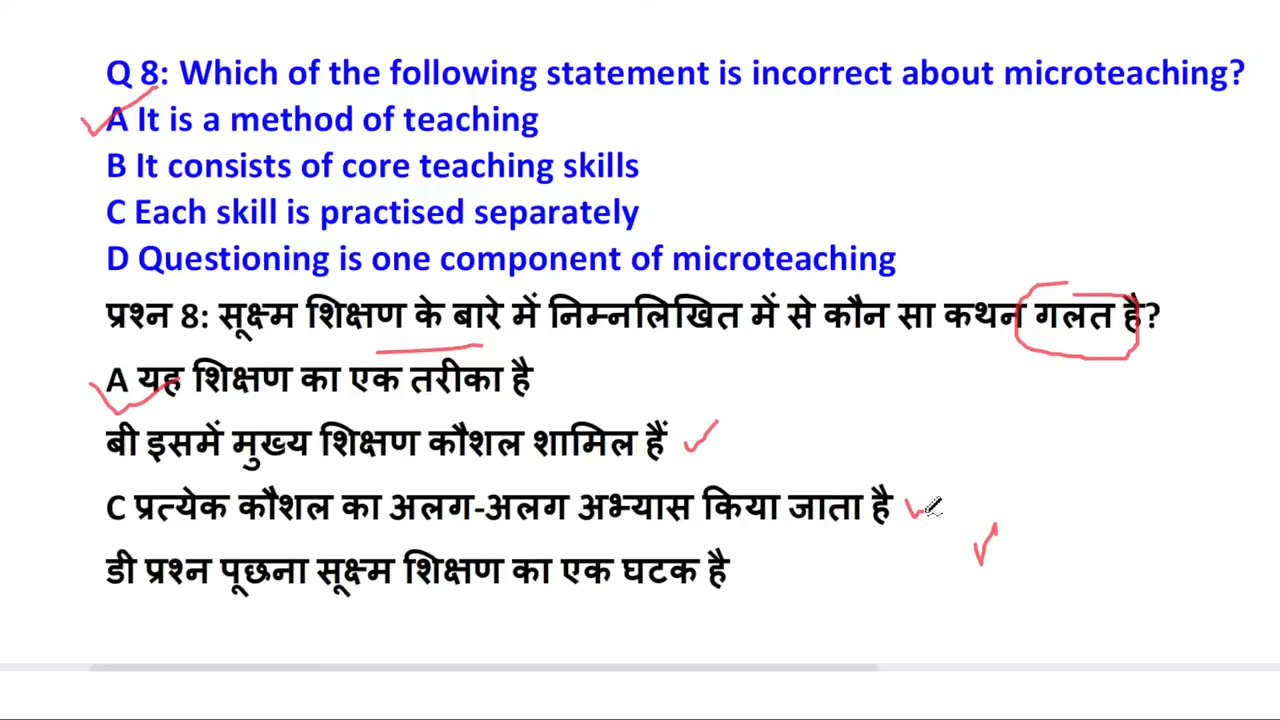 Q 8: Which of the following statement is incorrect about microteaching?
A It is a method of teaching
B It consists of core teaching skills
C Each skill is practised separately
D Questioning is one component of microteaching
प्रश्न 8: सूक्ष्म शिक्षण के बारे में निम्नलिखित में से कौन सा कथन गलत है?
A यह शिक्षण का एक तरीका है
बी इसमें मुख्य शिक्षण कौशल शामिल हैं
C प्रत्येक कौशल का अलग-अलग अभ्यास किया जाता है
डी प्रश्न पूछना सूक्ष्म शिक्षण का एक घटक है